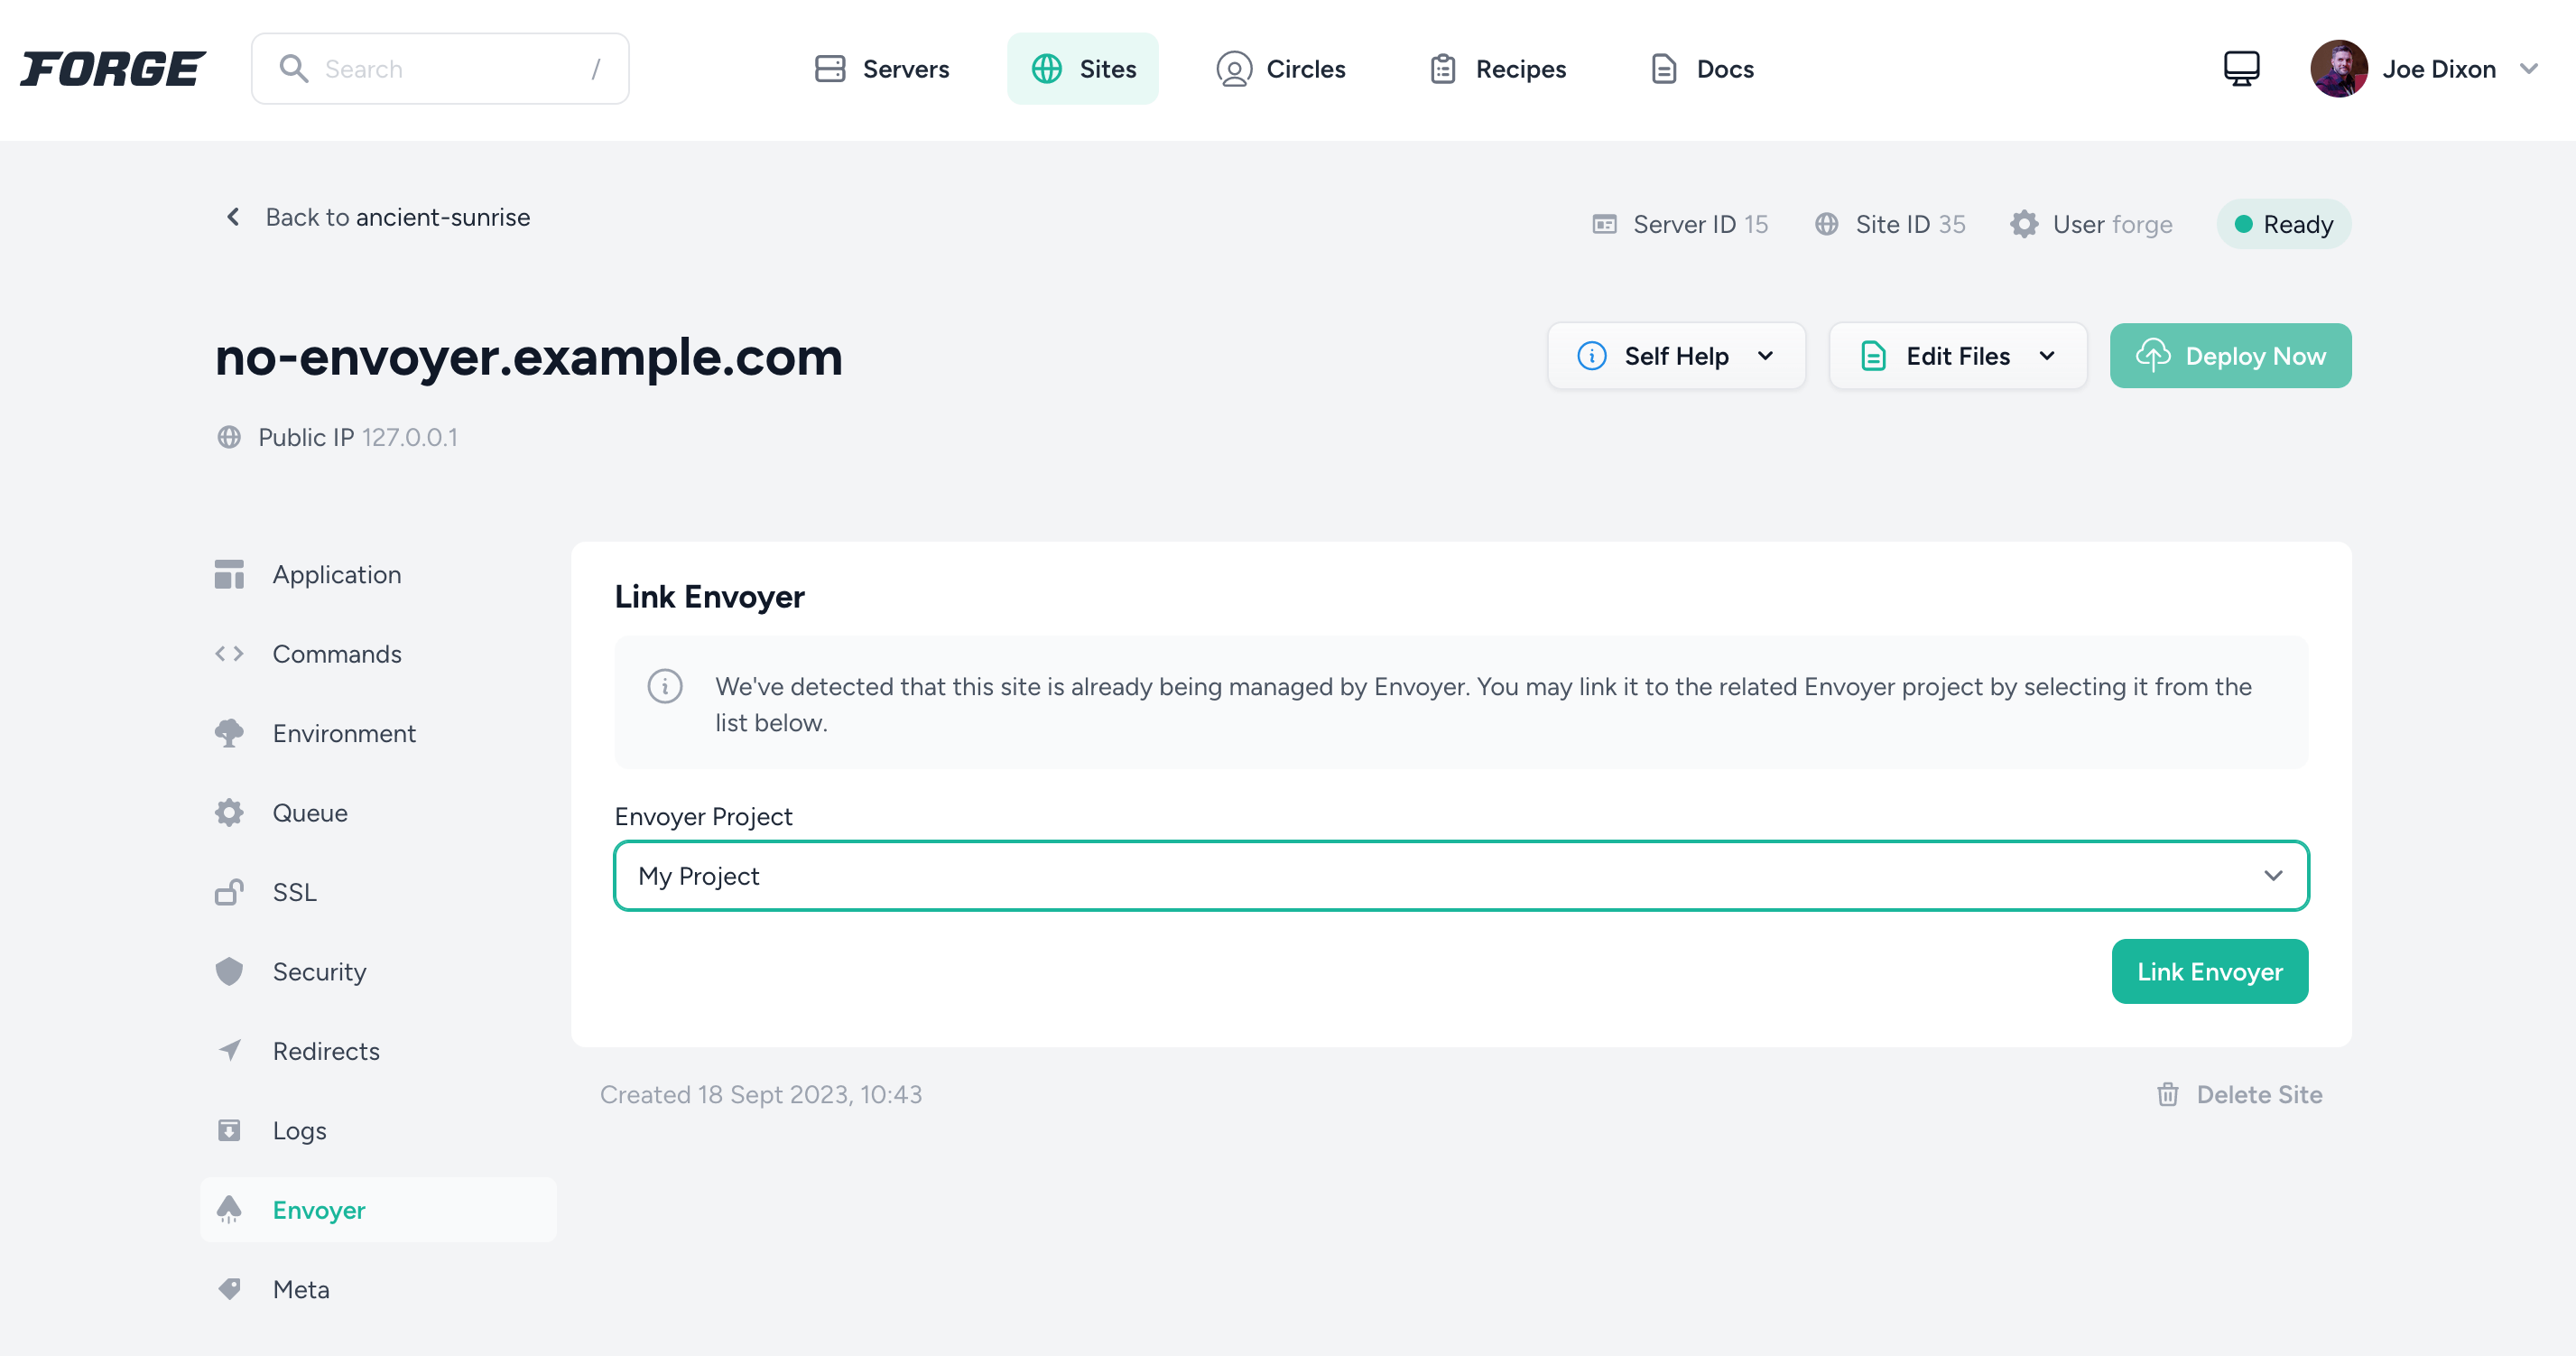 FORGE
Search /
Servers
Sites
Circles
Recipes
Docs
Joe Dixon
Back to ancient-sunrise
Server ID 15
Site ID 35
User forge
Ready
no-envoyer.example.com
Self Help
Edit Files
Deploy Now
Public IP 127.0.0.1
Application
Commands
Environment
Queue
SSL
Security
Redirects
Logs
Envoyer
Meta
Link Envoyer
We've detected that this site is already being managed by Envoyer. You may link it to the related Envoyer project by selecting it from the
list below.
Envoyer Project
My Project
Link Envoyer
Created 18 Sept 2023, 10:43
Delete Site